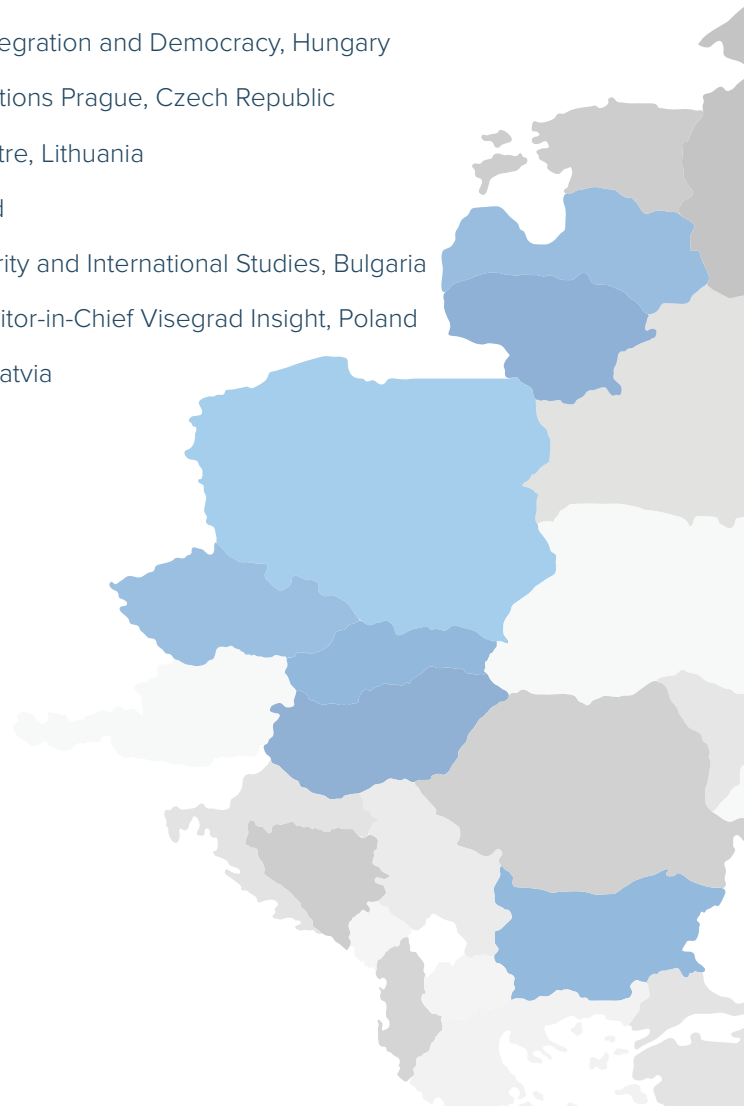 egration and Democracy, Hungary
tions Prague, Czech Republic
tre, Lithuania
d
rity and International Studies, Bulgaria
itor-in-Chief Visegrad Insight, Poland
atvia